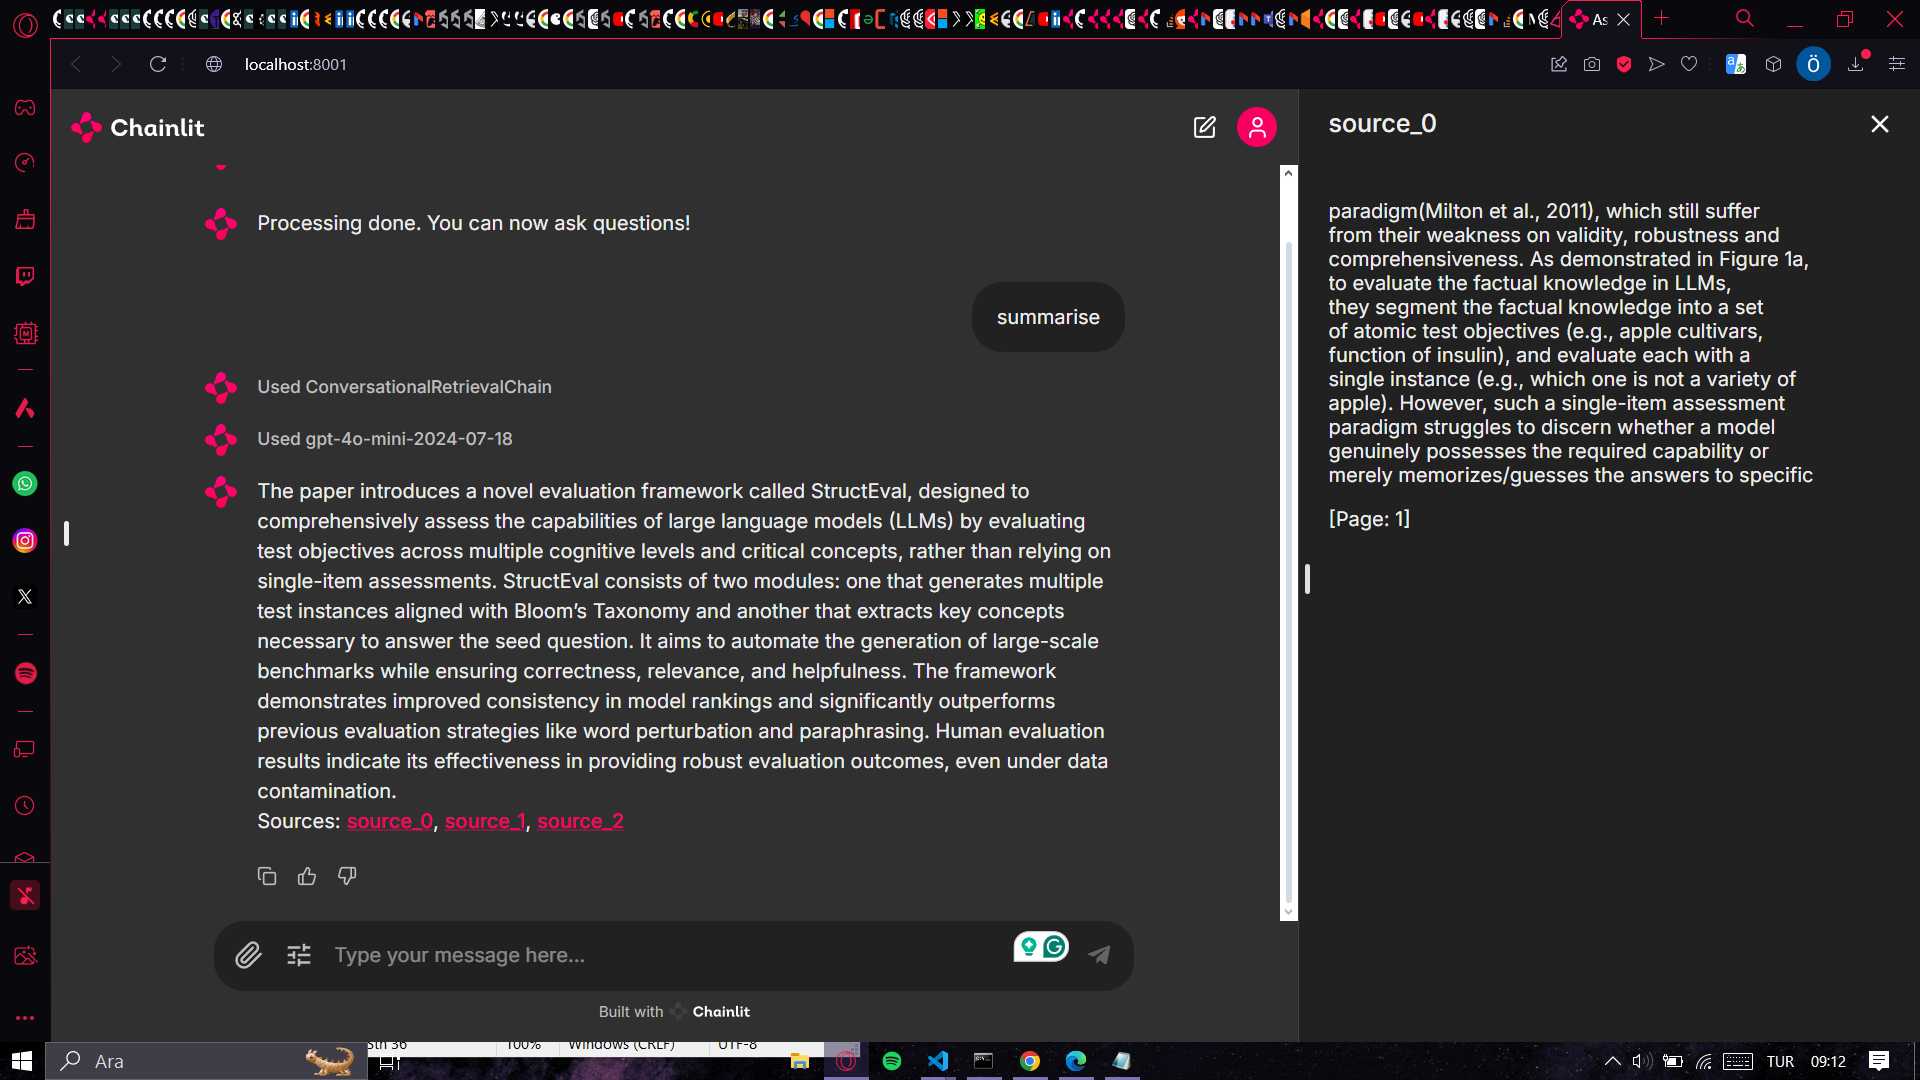 As
localhost:8001
Ö
Chainlit
Processing done. You can now ask questions!
summarise
Used ConversationalRetrievalChain
Used gpt-4o-mini-2024-07-18
The paper introduces a novel evaluation framework called StructEval, designed to
comprehensively assess the capabilities of large language models (LLMs) by evaluating
test objectives across multiple cognitive levels and critical concepts, rather than relying on
single-item assessments. StructEval consists of two modules: one that generates multiple
test instances aligned with Bloom’s Taxonomy and another that extracts key concepts
necessary to answer the seed question. It aims to automate the generation of large-scale
benchmarks while ensuring correctness, relevance, and helpfulness. The framework
demonstrates improved consistency in model rankings and significantly outperforms
previous evaluation strategies like word perturbation and paraphrasing. Human evaluation
results indicate its effectiveness in providing robust evaluation outcomes, even under data
contamination.
Sources: source_0, source_1, source_2
Type your message here...
Built with Chainlit
source_0
paradigm(Milton et al., 2011), which still suffer
from their weakness on validity, robustness and
comprehensiveness. As demonstrated in Figure 1a,
to evaluate the factual knowledge in LLMs,
they segment the factual knowledge into a set
of atomic test objectives (e.g., apple cultivars,
function of insulin), and evaluate each with a
single instance (e.g., which one is not a variety of
apple). However, such a single-item assessment
paradigm struggles to discern whether a model
genuinely possesses the required capability or
merely memorizes/guesses the answers to specific
[Page: 1]
100% Windows (CRLF) UTF-8
Ara
TUR 09:12